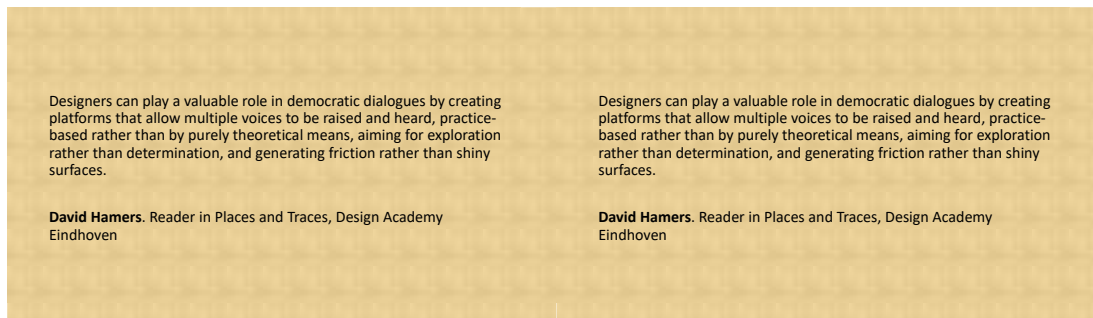 Designers can play a valuable role in democratic dialogues by creating
platforms that allow multiple voices to be raised and heard, practice-
based rather than by purely theoretical means, aiming for exploration
rather than determination, and generating friction rather than shiny
surfaces.
David Hamers. Reader in Places and Traces, Design Academy
Eindhoven
Designers can play a valuable role in democratic dialogues by creating
platforms that allow multiple voices to be raised and heard, practice-
based rather than by purely theoretical means, aiming for exploration
rather than determination, and generating friction rather than shiny
surfaces.
David Hamers. Reader in Places and Traces, Design Academy
Eindhoven